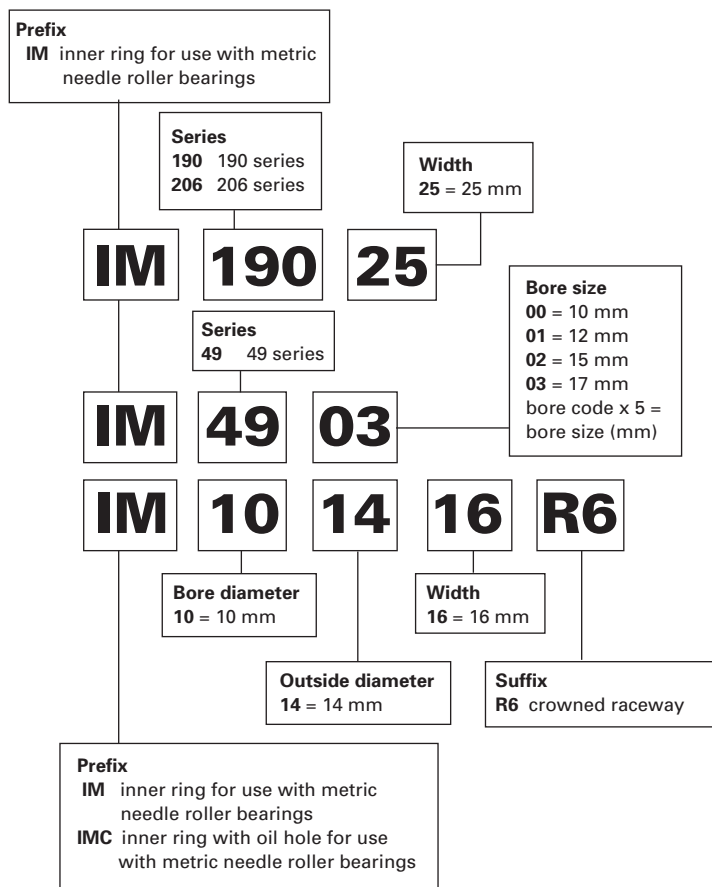 Prefix
IM inner ring for use with metric
needle roller bearings
Series
190 190 series
206 206 series
Width
25 = 25 mm
IM 190 25
Bore size
00 = 10 mm
01 = 12 mm
02 = 15 mm
03 = 17 mm
bore code x 5 =
bore size (mm)
Series
49 49 series
IM 49 03
IM 10 14 16 R6
Bore diameter
10 = 10 mm
Width
16 = 16 mm
Outside diameter
14 = 14 mm
Suffix
R6 crowned raceway
Prefix
IM inner ring for use with metric
needle roller bearings
IMC inner ring with oil hole for use
with metric needle roller bearings